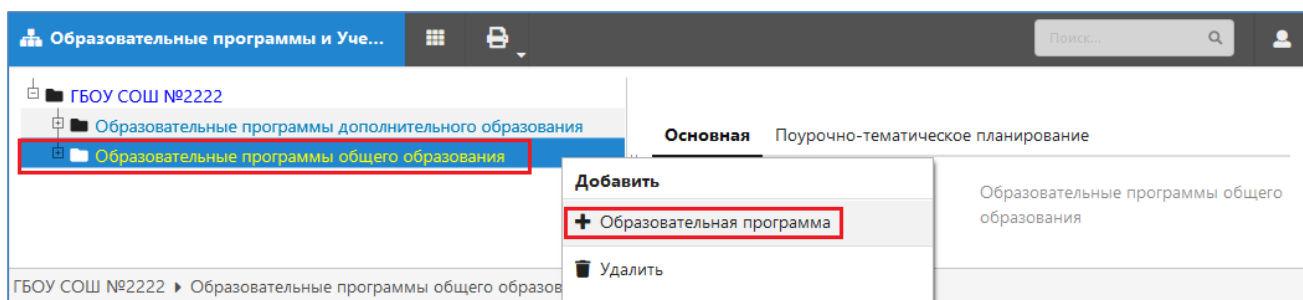 Образовательные программы и Уче...
Поиск...
ГБОУ СОШ №2222
Образовательные программы дополнительного образования
Образовательные программы общего образования
Основная Поурочно-тематическое планирование
Добавить
Образовательная программа
Удалить
Образовательные программы общего
образования
ГБОУ СОШ №2222 ▸ Образовательные программы общего образов